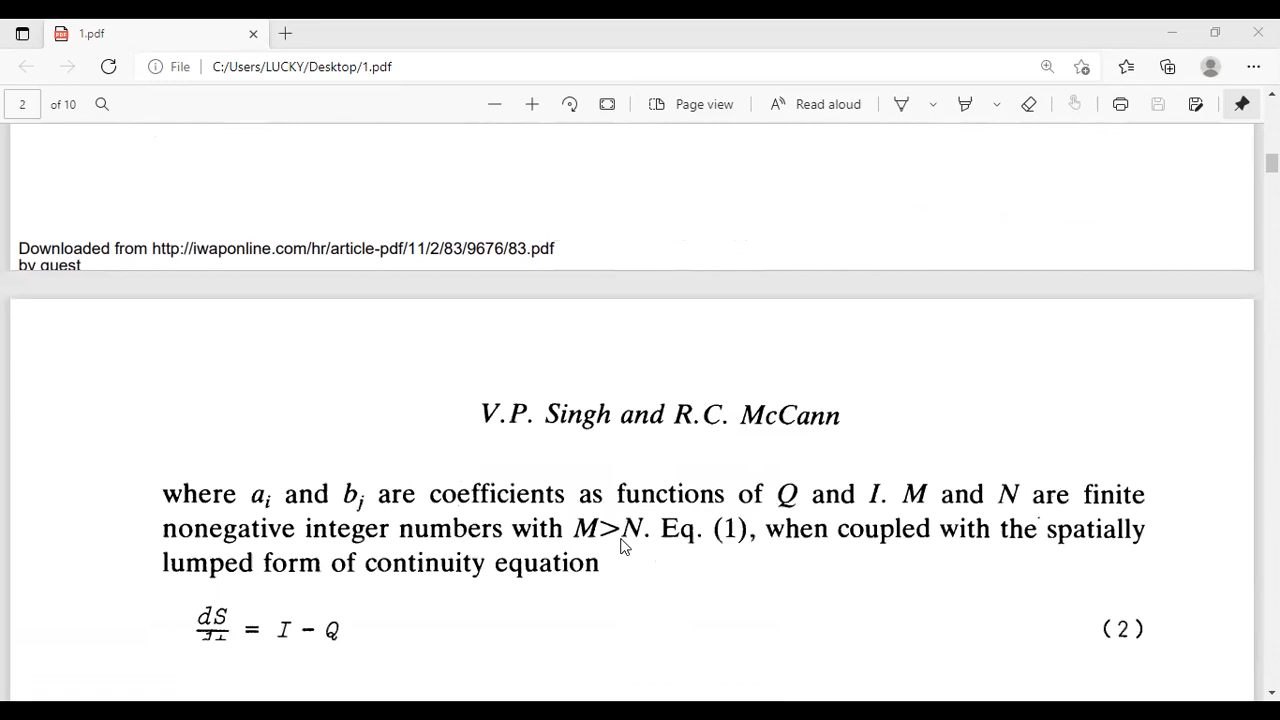 1.pdf
File C:/Users/LUCKY/Desktop/1.pdf
2 of 10 Page view Read aloud
Downloaded from http://iwaponline.com/hr/article-pdf/11/2/83/9676/83.pdf
by guest
V.P. Singh and R.C. McCann
where ai and bj are coefficients as functions of Q and I. M and N are finite
nonegative integer numbers with M>N. Eq. (1), when coupled with the spatially
lumped form of continuity equation
dS/dt = I - Q (2)